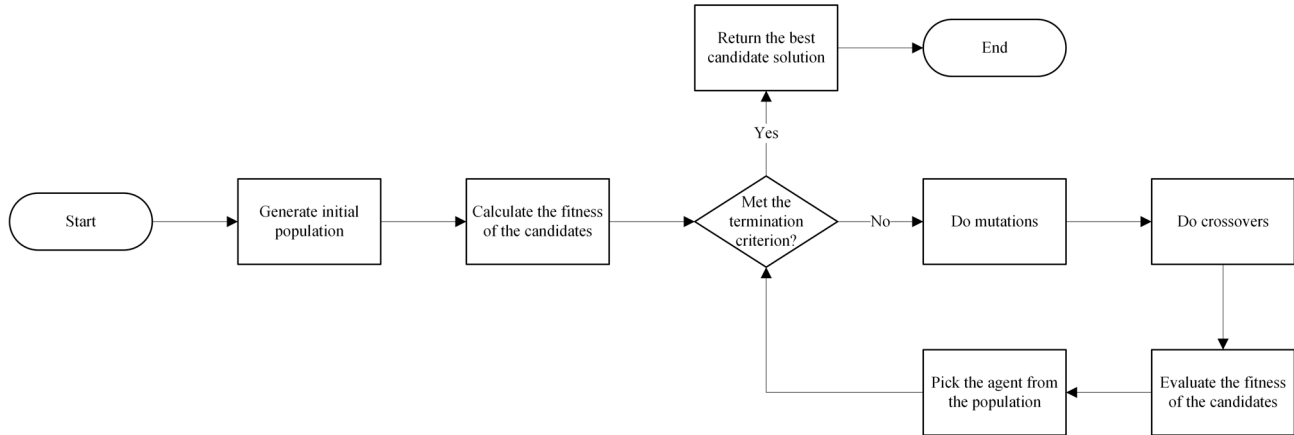 Return the best
candidate solution
End
Yes
Start
Generate initial
population
Calculate the fitness
of the candidates
Met the
termination
criterion?
No
Do mutations
Do crossovers
Pick the agent from
the population
Evaluate the fitness
of the candidates